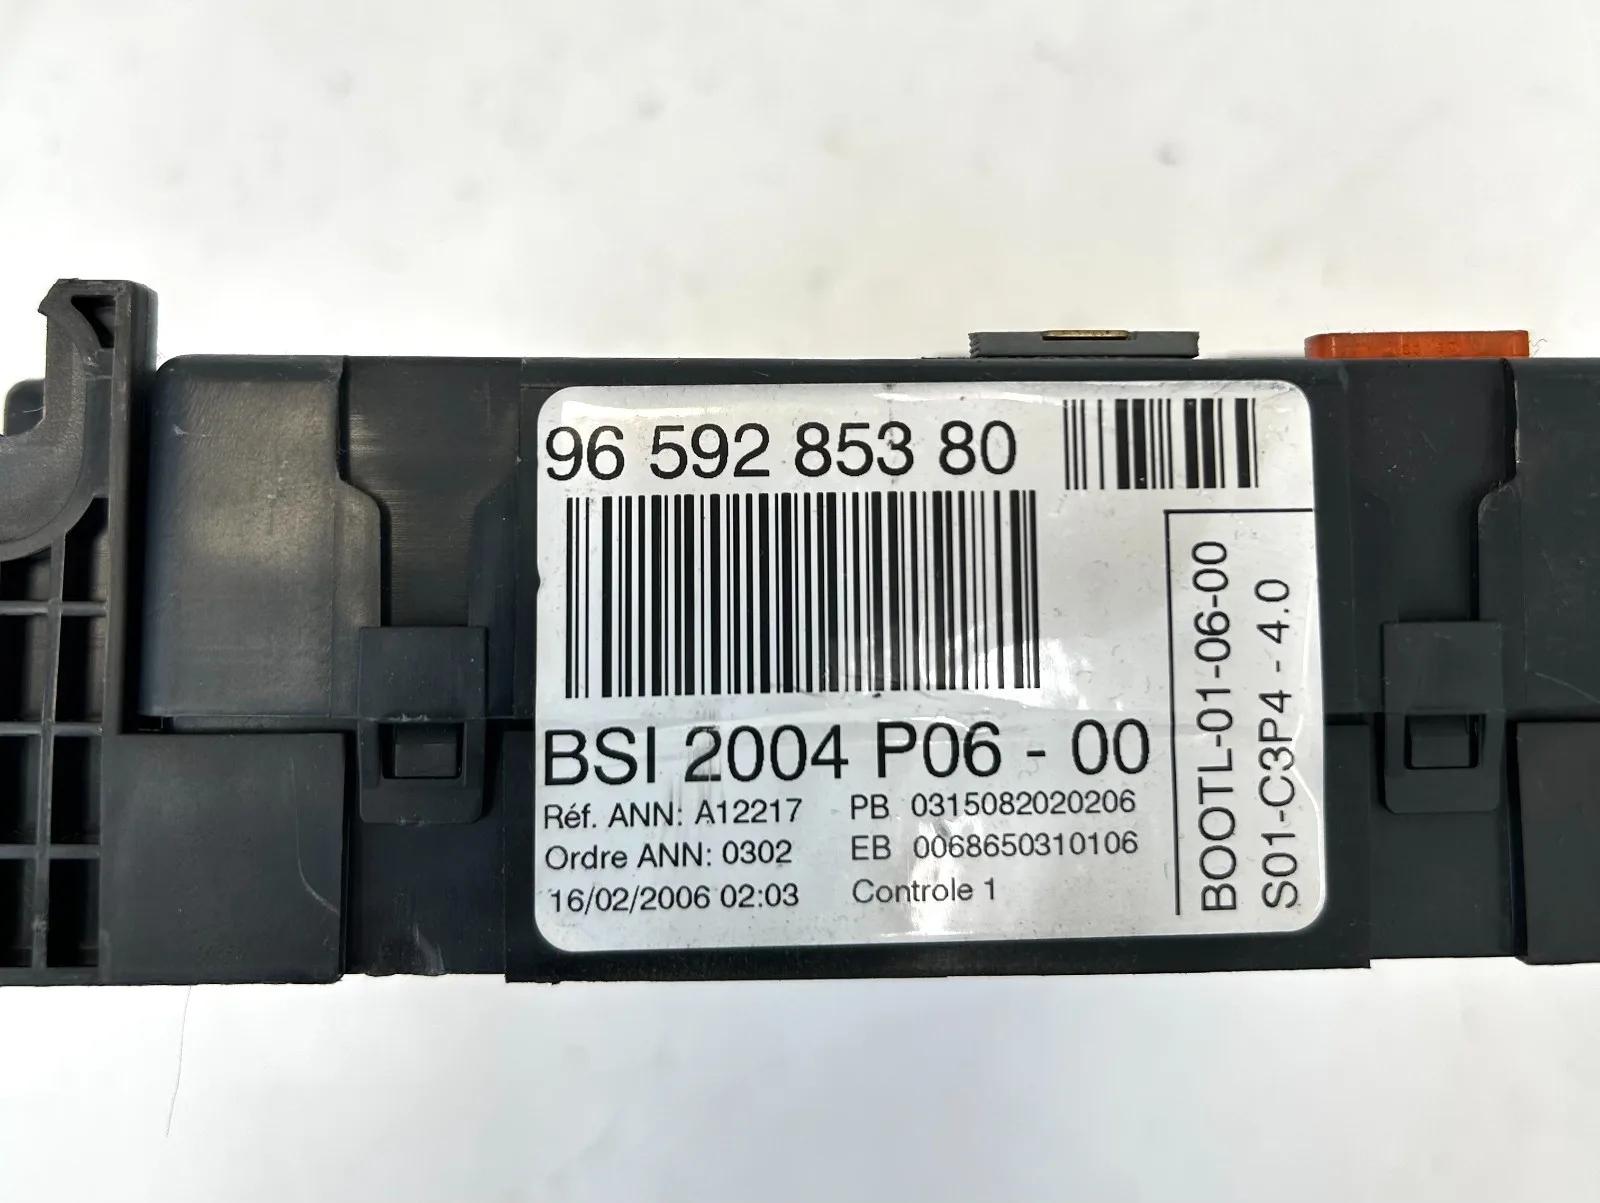 96 592 853 80
BSI 2004 P06 - 00
Réf. ANN: A12217 PB 0315082020206
Ordre ANN: 0302 EB 0068650310106
16/02/2006 02:03 Controle 1
BOOTL-01-06-00
S01-C3P4 - 4.0